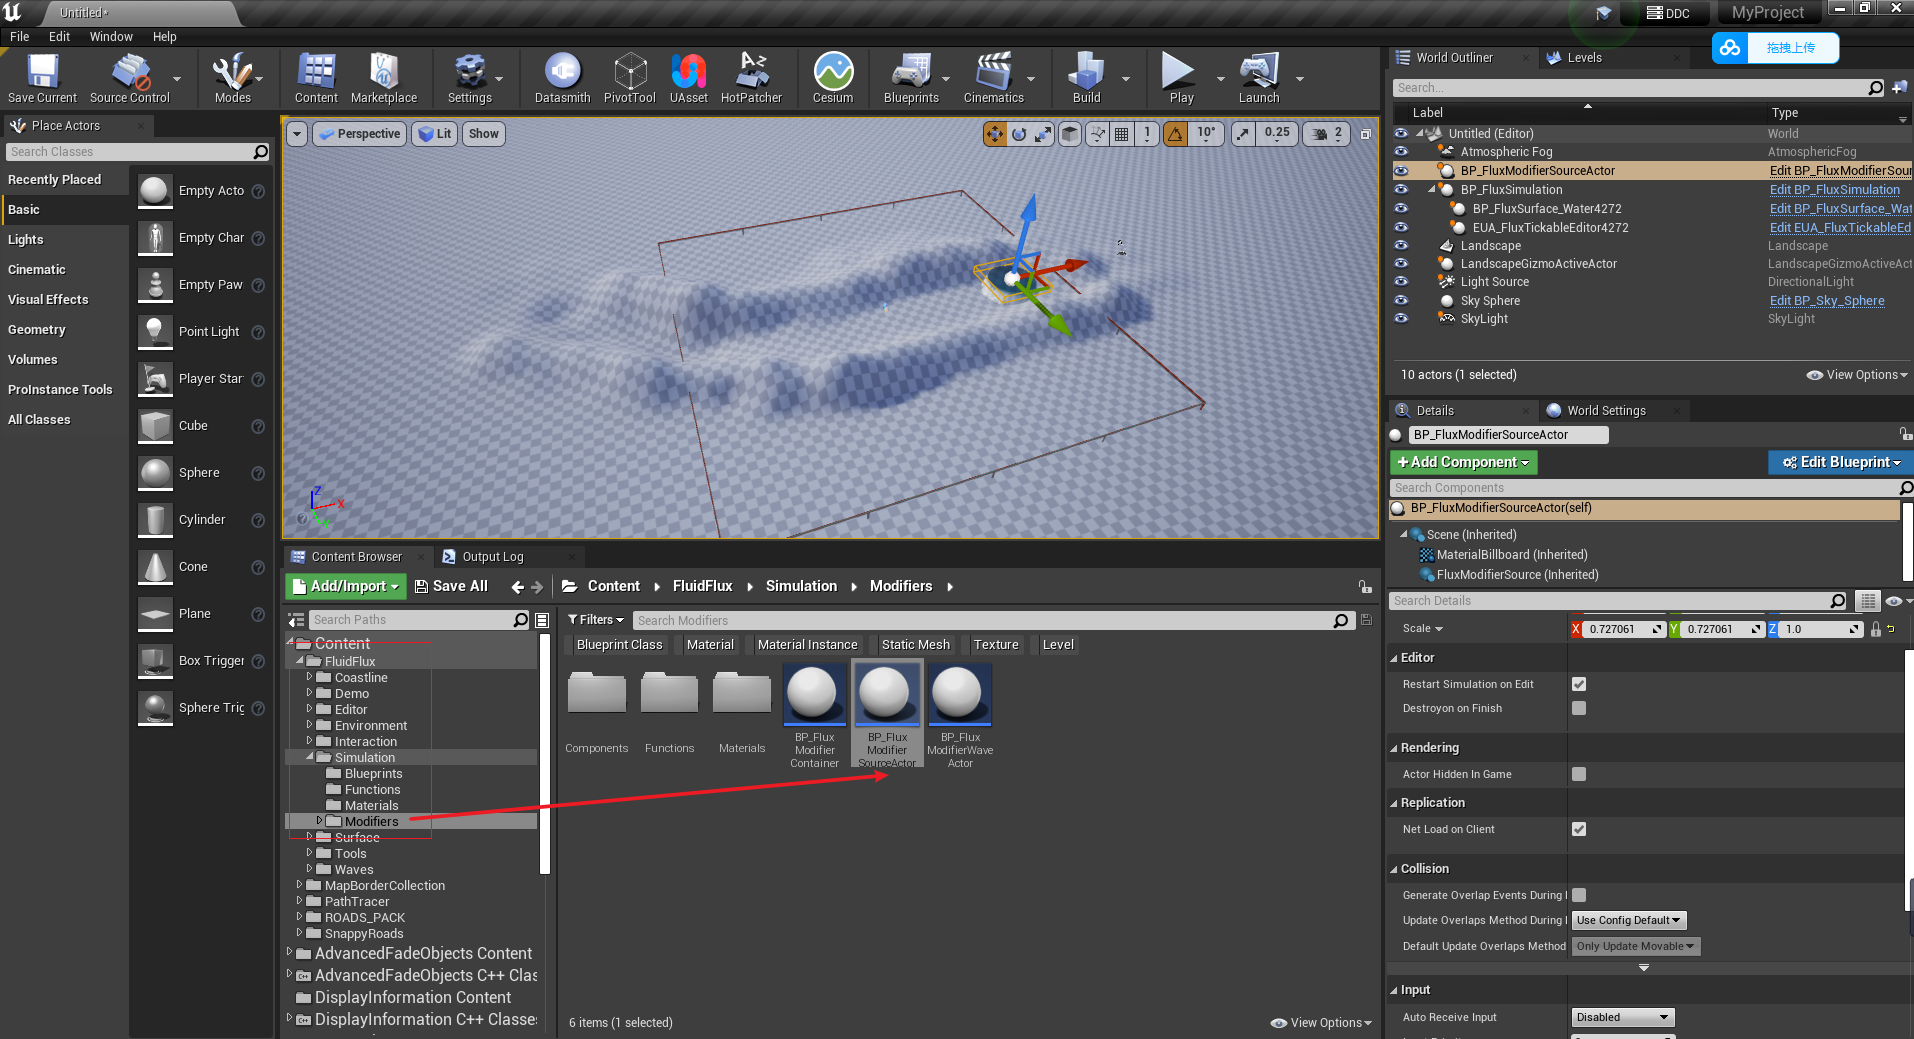 Untitled*
DDC
MyProject
File Edit Window Help
拖拽上传
Save Current
Source Control
Modes
Content
Marketplace
Settings
Datasmith
PivotTool
UAsset
HotPatcher
Cesium
Blueprints
Cinematics
Build
Play
Launch
Place Actors
Search Classes
Recently Placed
Basic
Lights
Cinematic
Visual Effects
Geometry
Volumes
ProInstance Tools
All Classes
Empty Acto
Empty Char
Empty Paw
Point Light
Player Star
Cube
Sphere
Cylinder
Cone
Plane
Box Trigger
Sphere Trig
Perspective Lit Show
1 10° 0.25 2
Z
X
Y
Content Browser
Output Log
Add/Import Save All
Content FluidFlux Simulation Modifiers
Search Paths
Content
FluidFlux
Coastline
Demo
Editor
Environment
Interaction
Simulation
Blueprints
Functions
Materials
Modifiers
Surface
Tools
Waves
MapBorderCollection
PathTracer
ROADS_PACK
SnappyRoads
AdvancedFadeObjects Content
AdvancedFadeObjects C++ Clas
DisplayInformation Content
DisplayInformation C++ Classes
Filters
Search Modifiers
Blueprint Class Material Material Instance Static Mesh Texture Level
Components
Functions
Materials
BP_Flux
Modifier
Container
BP_Flux
Modifier
SourceActor
BP_Flux
ModifierWave
Actor
6 items (1 selected)
View Options
World Outliner
Levels
Search...
Label Type
Untitled (Editor) World
Atmospheric Fog AtmosphericFog
BP_FluxModifierSourceActor Edit BP_FluxModifierSour
BP_FluxSimulation Edit BP_FluxSimulation
BP_FluxSurface_Water4272 Edit BP_FluxSurface_Wat
EUA_FluxTickableEditor4272 Edit EUA_FluxTickableEd
Landscape Landscape
LandscapeGizmoActiveActor LandscapeGizmoActiveAct
Light Source DirectionalLight
Sky Sphere Edit BP_Sky_Sphere
SkyLight SkyLight
10 actors (1 selected)
View Options
Details
World Settings
BP_FluxModifierSourceActor
+Add Component
Edit Blueprint
Search Components
BP_FluxModifierSourceActor(self)
Scene (Inherited)
MaterialBillboard (Inherited)
FluxModifierSource (Inherited)
Search Details
Scale X 0.727061 Y 0.727061 Z 1.0
Editor
Restart Simulation on Edit
Destroyon on Finish
Rendering
Actor Hidden In Game
Replication
Net Load on Client
Collision
Generate Overlap Events During
Update Overlaps Method During Use Config Default
Default Update Overlaps Method Only Update Movable
Input
Auto Receive Input Disabled